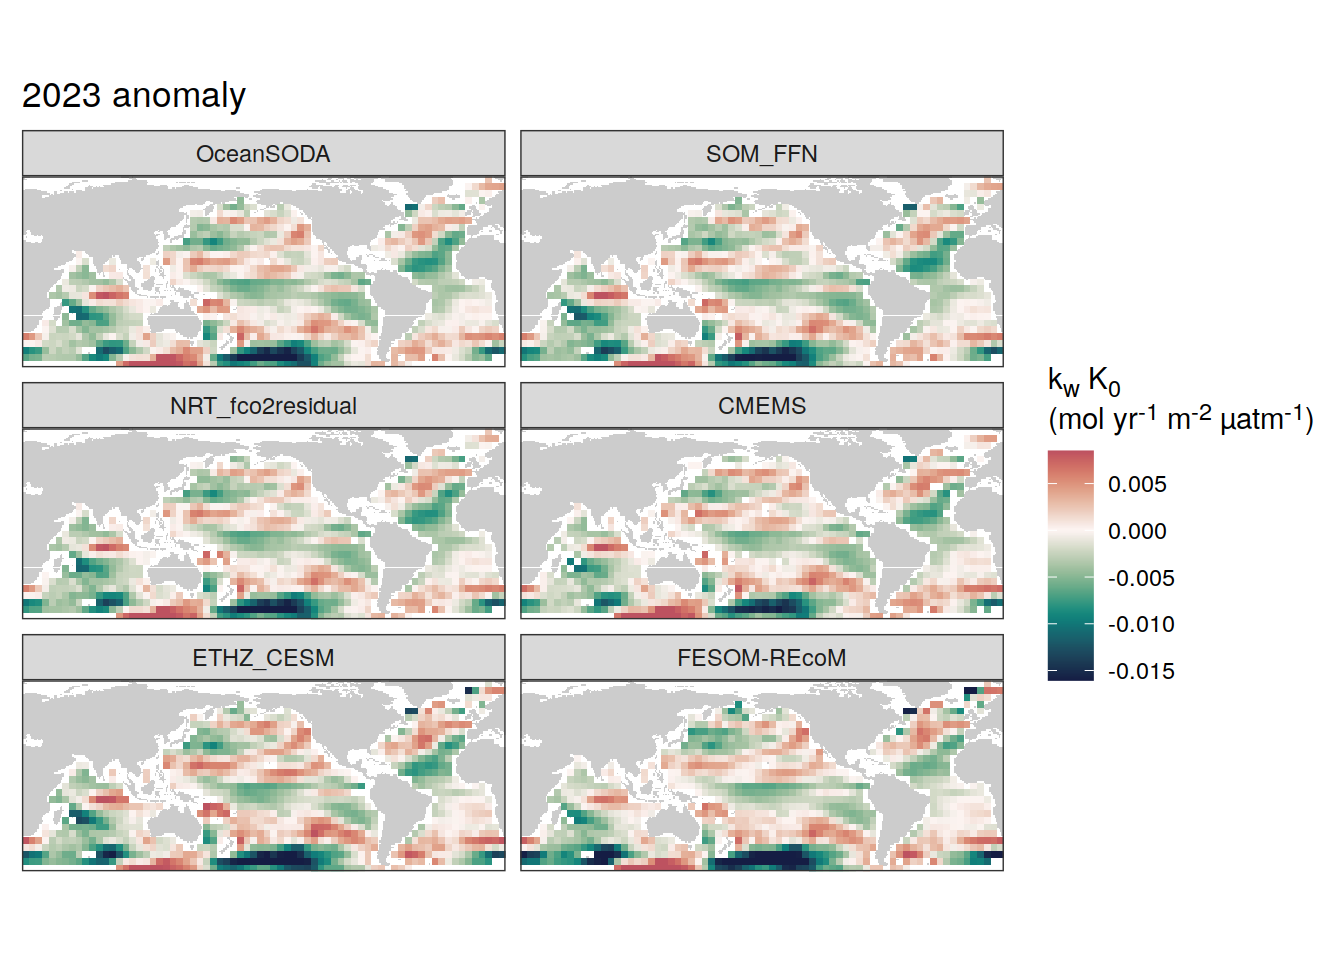 2023 anomaly
OceanSODA
SOM_FFN
NRT_fco2residual
CMEMS
ETHZ_CESM
FESOM-REcoM
kw K0
(mol yr-1 m-2 µatm-1)
0.005
0.000
-0.005
-0.010
-0.015